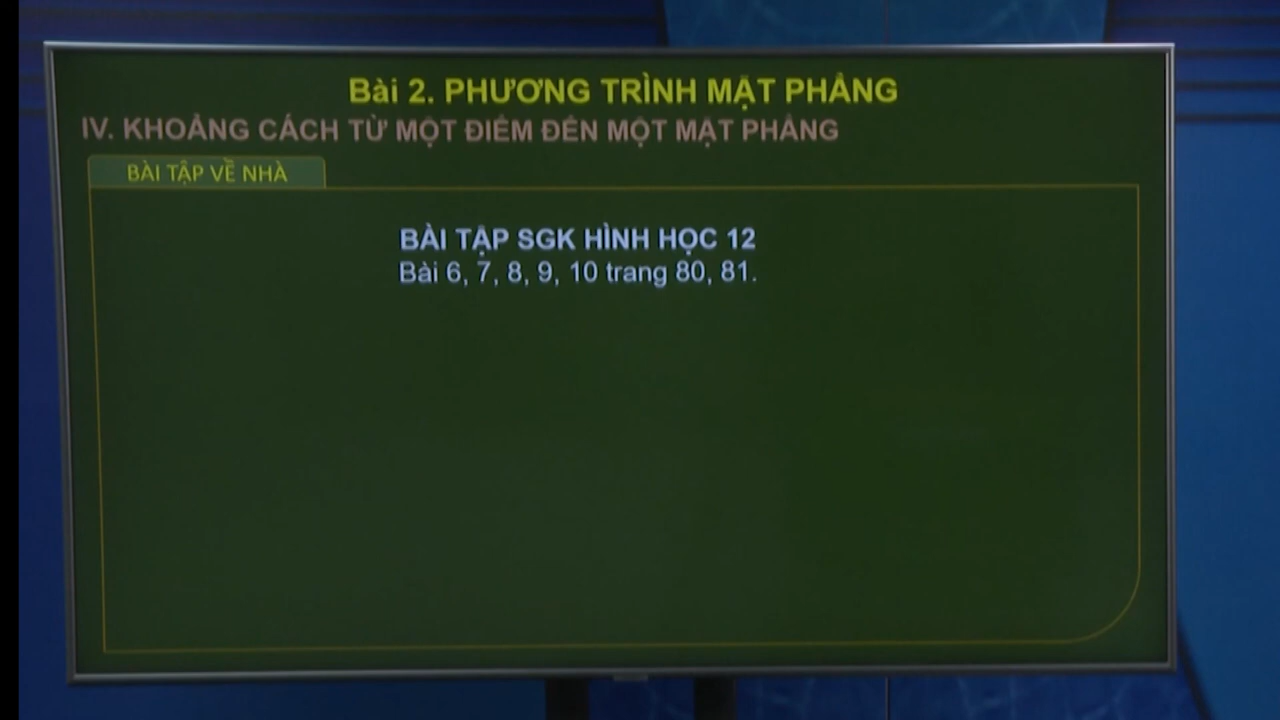 Bài 2. PHƯƠNG TRÌNH MẶT PHẲNG
IV. KHOẢNG CÁCH TỪ MỘT ĐIỂM ĐẾN MỘT MẶT PHẲNG
BÀI TẬP VỀ NHÀ
BÀI TẬP SGK HÌNH HỌC 12
Bài 6, 7, 8, 9, 10 trang 80, 81.